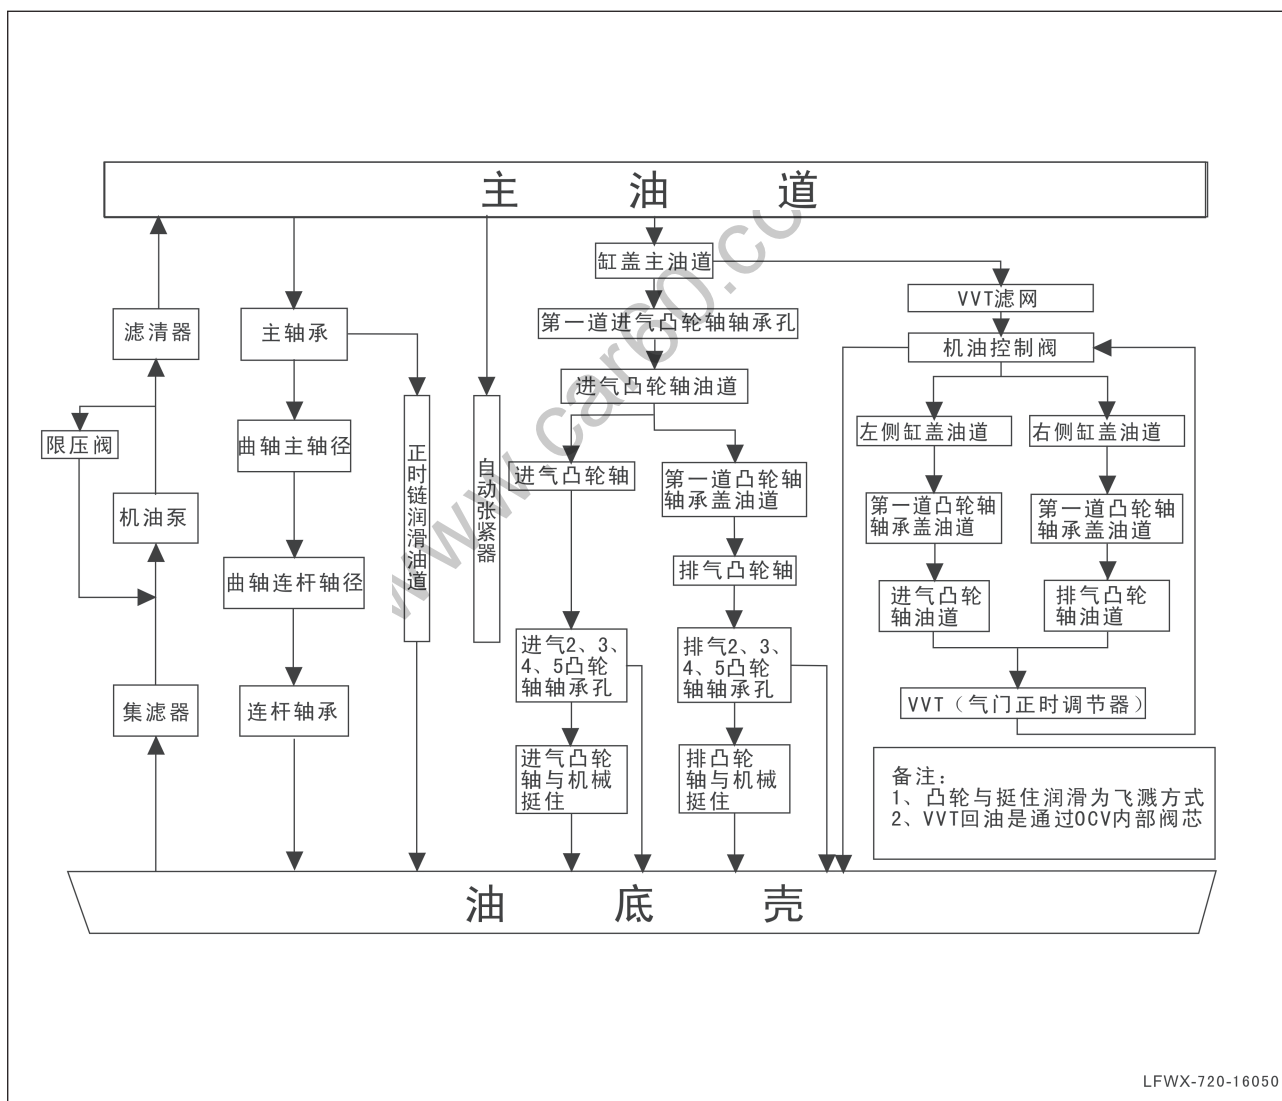 主油道
缸盖主油道
VVT滤网
第一道进气凸轮轴轴承孔
滤清器
主轴承
机油控制阀
进气凸轮轴油道
限压阀
曲轴主轴径
正时链润滑油道
自动张紧器
左侧缸盖油道
右侧缸盖油道
进气凸轮轴
第一道凸轮轴
轴承盖油道
机油泵
第一道凸轮轴
轴承盖油道
第一道凸轮轴
轴承盖油道
曲轴连杆轴径
排气凸轮轴
进气凸轮
轴油道
排气凸轮
轴油道
进气2、3、
4、5凸轮
轴轴承孔
排气2、3、
4、5凸轮
轴轴承孔
集滤器
连杆轴承
VVT（气门正时调节器）
进气凸轮
轴与机械
挺住
排凸轮
轴与机械
挺住
备注：
1、凸轮与挺住润滑为飞溅方式
2、VVT回油是通过OCV内部阀芯
油底壳
LFWX-720-16050
www.car60.co